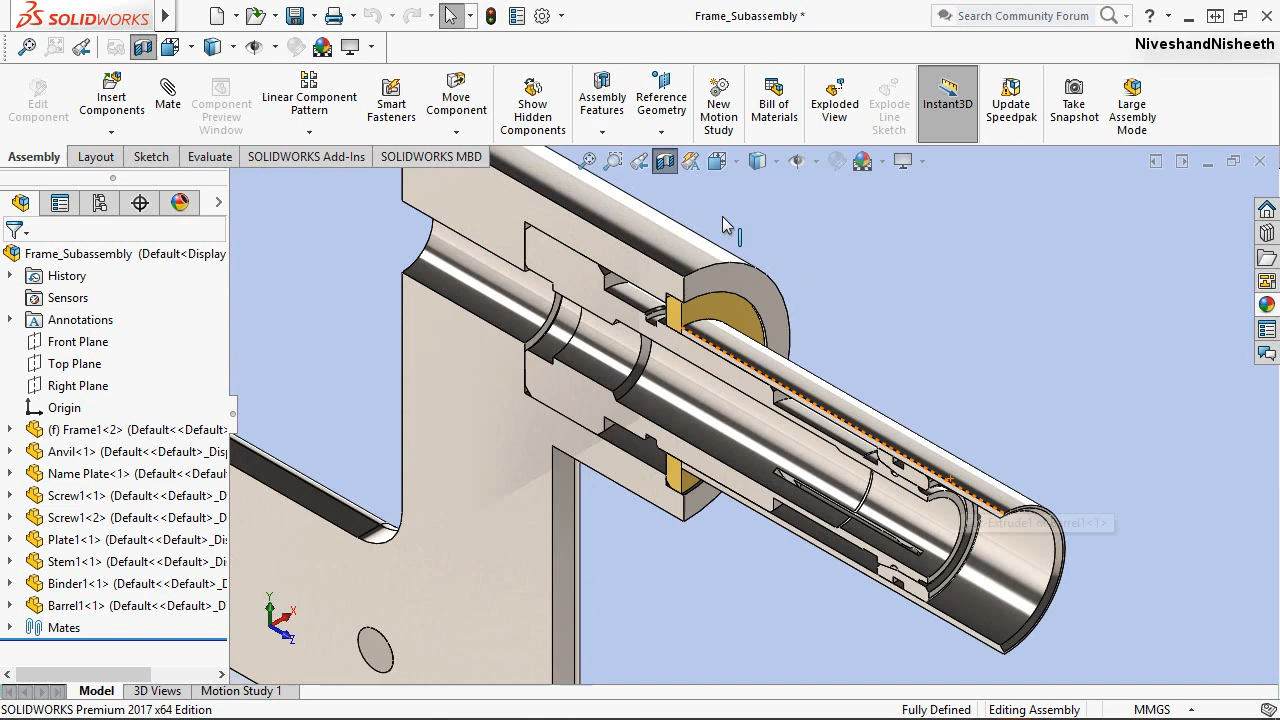 SOLIDWORKS
Frame_Subassembly
Search Community Forum
?
NiveshandNisheeth
Edit
Component
Insert
Components
Mate
Component
Preview
Window
Linear Component
Pattern
Smart
Fasteners
Move
Component
Show
Hidden
Components
Assembly
Features
Reference
Geometry
New
Motion
Study
Bill of
Materials
Exploded
View
Explode
Line
Sketch
Instant3D
Update
Speedpak
Take
Snapshot
Large
Assembly
Mode
Assembly
Layout
Sketch
Evaluate
SOLIDWORKS Add-Ins
SOLIDWORKS MBD
Frame_Subassembly (Default<Display
History
Sensors
Annotations
Front Plane
Top Plane
Right Plane
Origin
(f) Frame1<2> (Default<<Default>
Anvil<1> (Default<<Default>_Disp
Name Plate<1> (Default<<Default>
Screw1<1> (Default<<Default>_D
Screw1<2> (Default<<Default>_D
Plate1<1> (Default<<Default>_Dis
Stem1<1> (Default<<Default>_Di
Binder1<1> (Default<<Default>_D
Barrel1<1> (Default<<Default>_D
Mates
Extrude1 of Barrel1<1>
Y
X
Z
Model
3D Views
Motion Study 1
SOLIDWORKS Premium 2017 x64 Edition
Fully Defined
Editing Assembly
MMGS